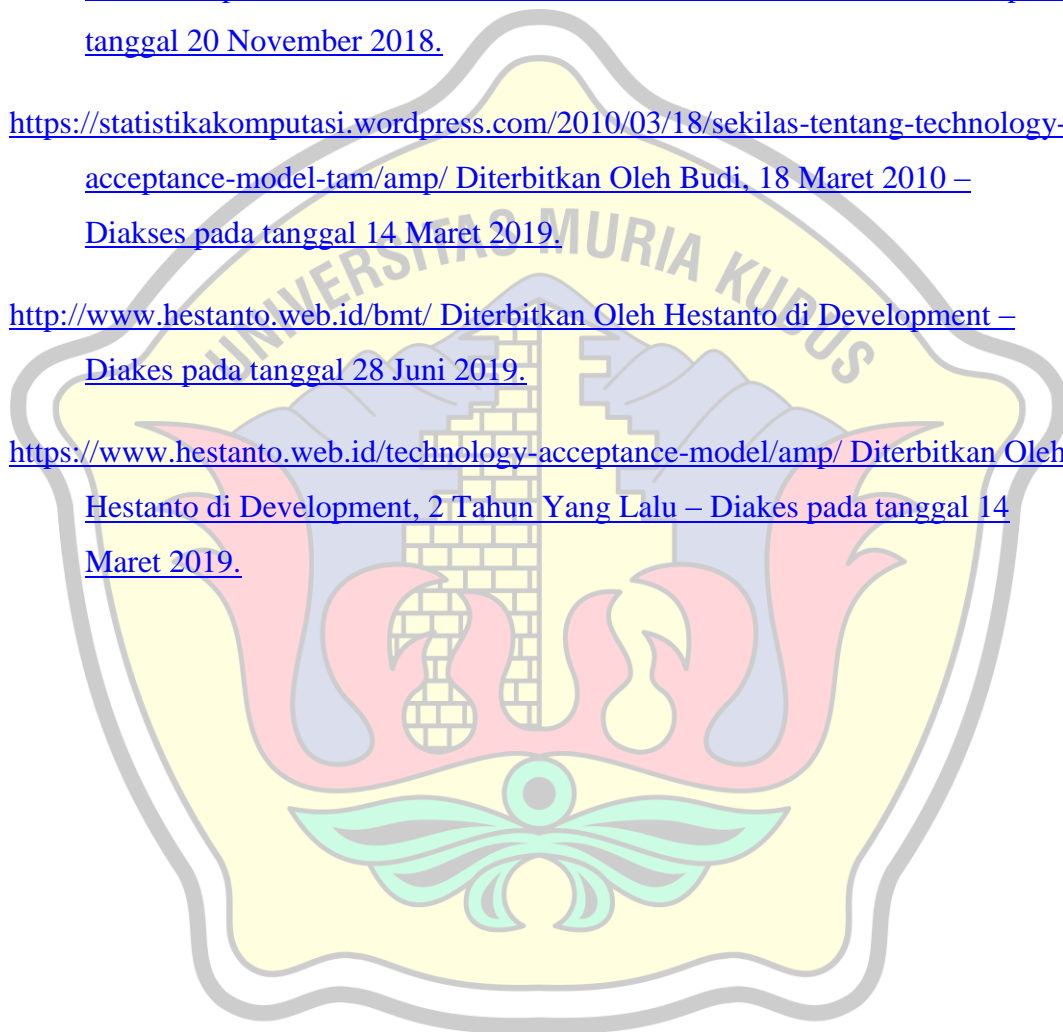 tanggal 20 November 2018.
https://statistikakomputasi.wordpress.com/2010/03/18/sekilas-tentang-technology-
acceptance-model-tam/amp/ Diterbitkan Oleh Budi, 18 Maret 2010 –
Diakses pada tanggal 14 Maret 2019.
UNIVERSITAS MURIA KUDUS
http://www.hestanto.web.id/bmt/ Diterbitkan Oleh Hestanto di Development –
Diakes pada tanggal 28 Juni 2019.
https://www.hestanto.web.id/technology-acceptance-model/amp/ Diterbitkan Oleh
Hestanto di Development, 2 Tahun Yang Lalu – Diakes pada tanggal 14
Maret 2019.